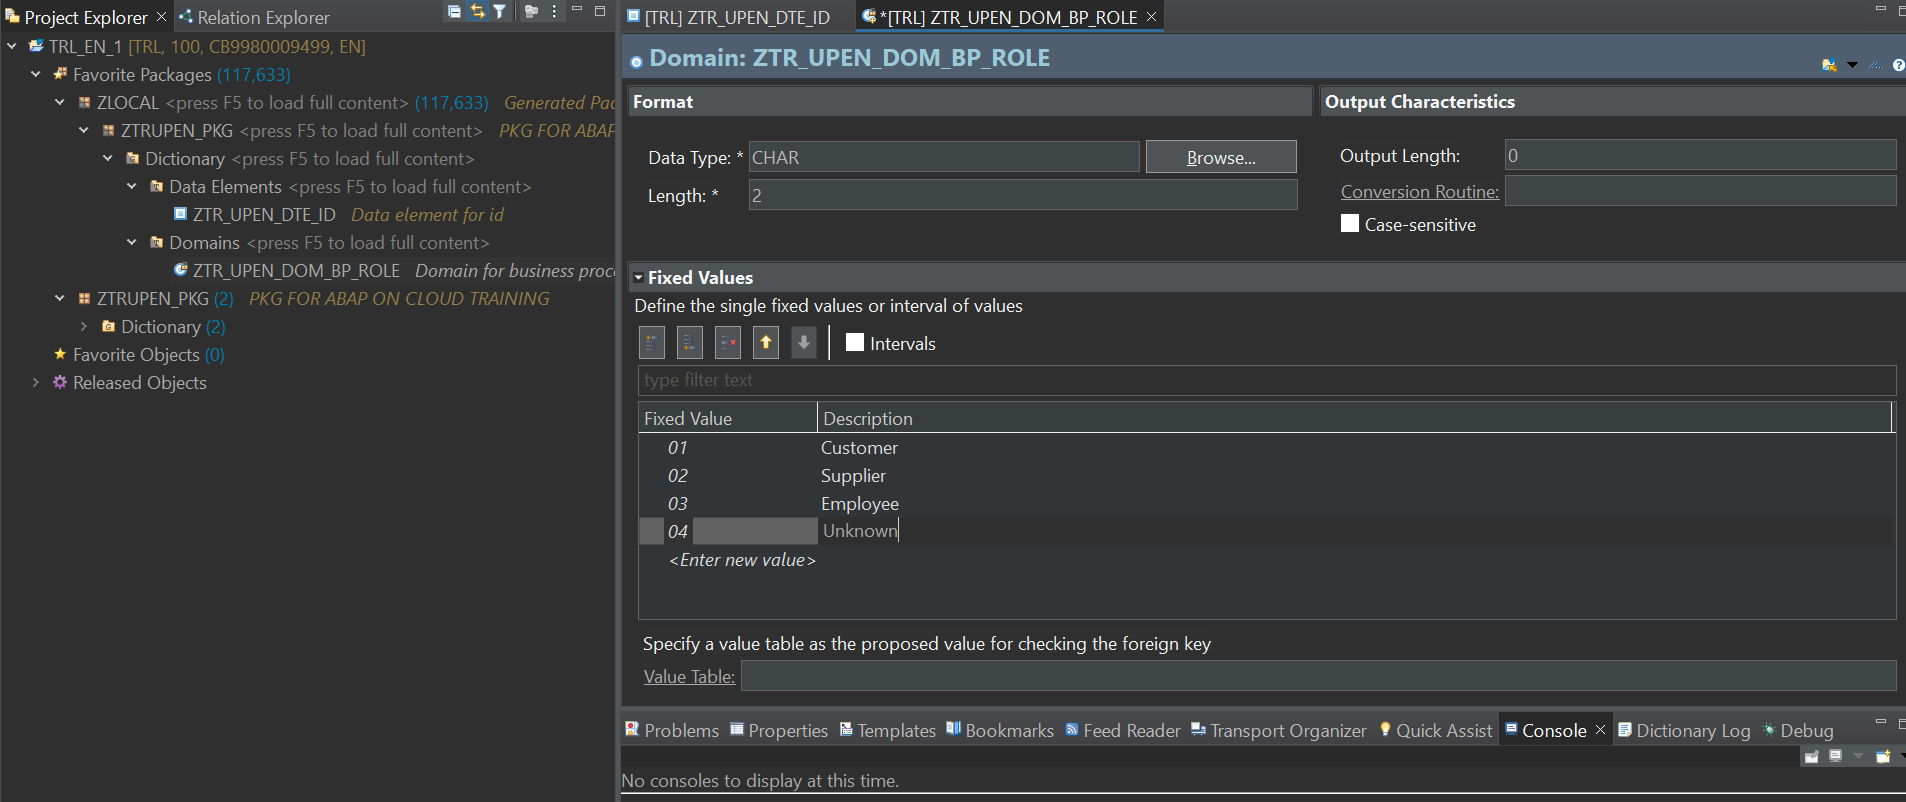 Project Explorer
Relation Explorer
TRL_EN_1 [TRL, 100, CB9980009499, EN]
Favorite Packages (117,633)
ZLOCAL <press F5 to load full content> (117,633) Generated Pac
ZTRUPEN_PKG <press F5 to load full content> PKG FOR ABAP
Dictionary <press F5 to load full content>
Data Elements <press F5 to load full content>
ZTR_UPEN_DTE_ID Data element for id
Domains <press F5 to load full content>
ZTR_UPEN_DOM_BP_ROLE Domain for business proc
ZTRUPEN_PKG (2) PKG FOR ABAP ON CLOUD TRAINING
Dictionary (2)
Favorite Objects (0)
Released Objects
[TRL] ZTR_UPEN_DTE_ID
*[TRL] ZTR_UPEN_DOM_BP_ROLE
Domain: ZTR_UPEN_DOM_BP_ROLE
Format
Data Type: * CHAR Browse...
Length: * 2
Output Characteristics
Output Length: 0
Conversion Routine:
Case-sensitive
Fixed Values
Define the single fixed values or interval of values
Intervals
type filter text
Fixed Value Description
01 Customer
02 Supplier
03 Employee
04 Unknown
<Enter new value>
Specify a value table as the proposed value for checking the foreign key
Value Table:
Problems Properties Templates Bookmarks Feed Reader Transport Organizer Quick Assist Console Dictionary Log Debug
No consoles to display at this time.